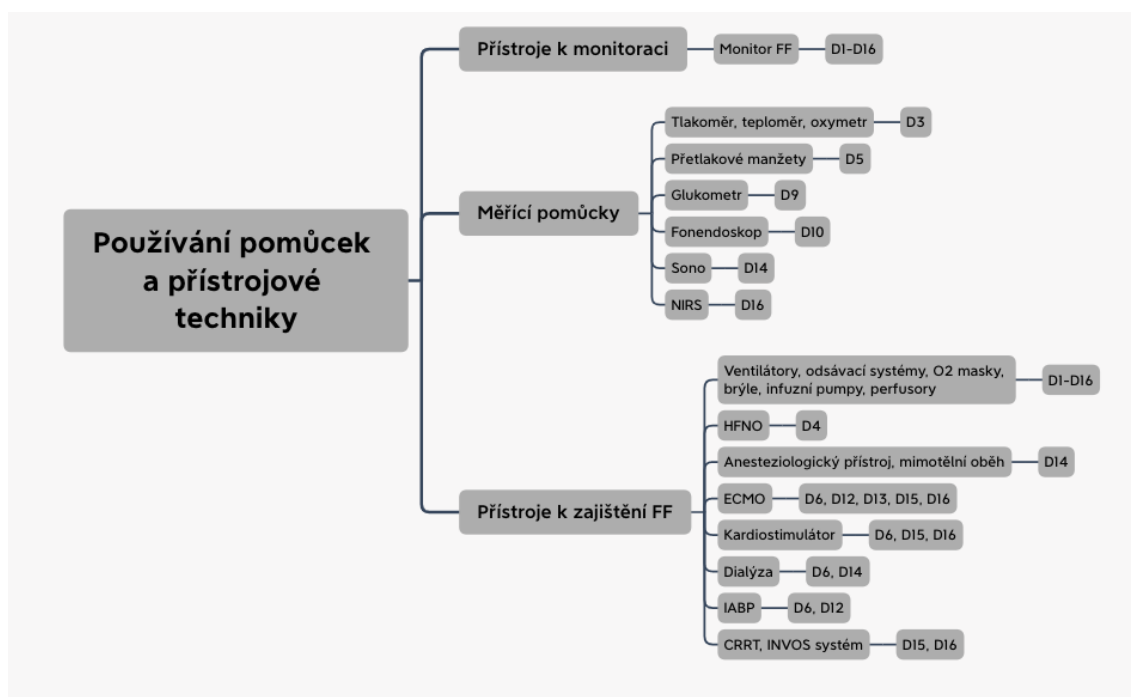 Používání pomůcek
a přístrojové
techniky
Přístroje k monitoraci
Monitor FF
D1-D16
Měřící pomůcky
Tlakoměr, teploměr, oxymetr
D3
Přetlakové manžety
D5
Glukometr
D9
Fonendoskop
D10
Sono
D14
NIRS
D16
Přístroje k zajištění FF
Ventilátory, odsávací systémy, O2 masky,
brýle, infuzní pumpy, perfusory
D1-D16
HFNO
D4
Anesteziologický přístroj, mimotělní oběh
D14
ECMO
D6, D12, D13, D15, D16
Kardiostimulátor
D6, D15, D16
Dialýza
D6, D14
IABP
D6, D12
CRRT, INVOS systém
D15, D16